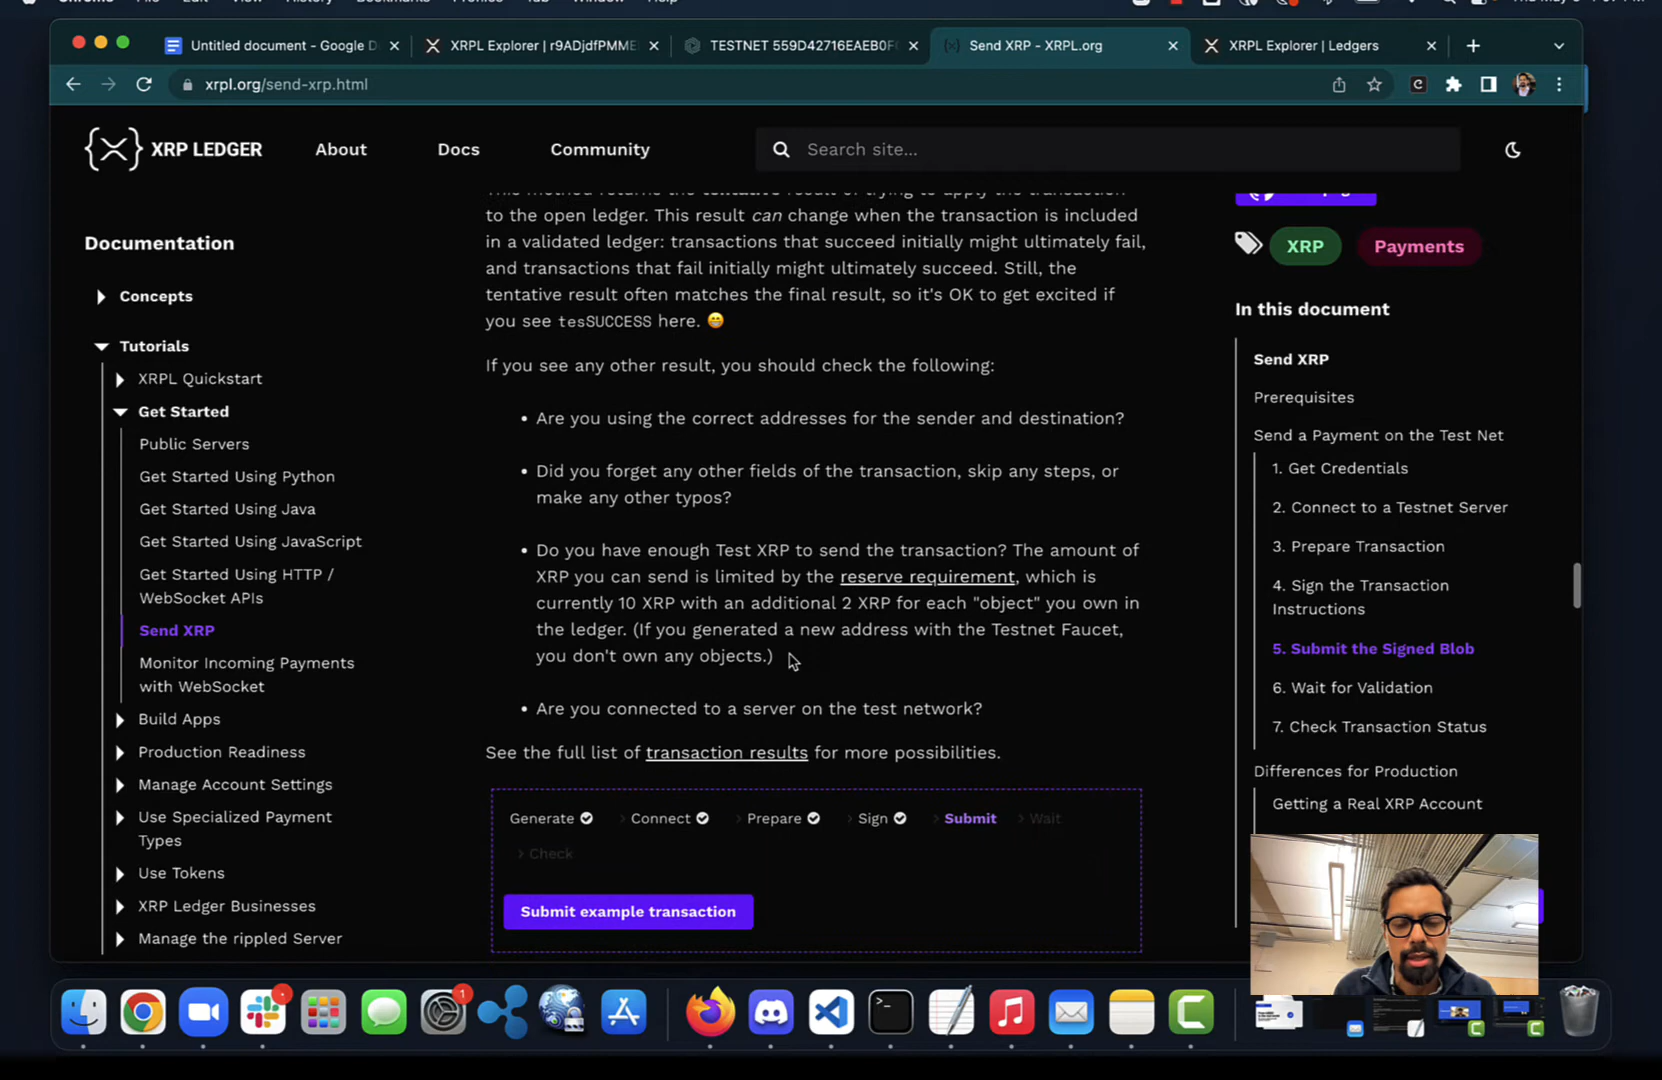 Untitled document - Google D
XRPL Explorer | r9ADjdfPMME
TESTNET 559D42716EAEB0F
Send XRP - XRPL.org
XRPL Explorer | Ledgers
xrpl.org/send-xrp.html
XRP LEDGER
About
Docs
Community
Search site...
Documentation
Concepts
Tutorials
XRPL Quickstart
Get Started
Public Servers
Get Started Using Python
Get Started Using Java
Get Started Using JavaScript
Get Started Using HTTP /
WebSocket APIs
Send XRP
Monitor Incoming Payments
with WebSocket
Build Apps
Production Readiness
Manage Account Settings
Use Specialized Payment
Types
Use Tokens
XRP Ledger Businesses
Manage the rippled Server
to the open ledger. This result can change when the transaction is included
in a validated ledger: transactions that succeed initially might ultimately fail,
and transactions that fail initially might ultimately succeed. Still, the
tentative result often matches the final result, so it's OK to get excited if
you see tesSUCCESS here. 😁
If you see any other result, you should check the following:
• Are you using the correct addresses for the sender and destination?
• Did you forget any other fields of the transaction, skip any steps, or
make any other typos?
• Do you have enough Test XRP to send the transaction? The amount of
XRP you can send is limited by the reserve requirement, which is
currently 10 XRP with an additional 2 XRP for each "object" you own in
the ledger. (If you generated a new address with the Testnet Faucet,
you don't own any objects.)
• Are you connected to a server on the test network?
See the full list of transaction results for more possibilities.
Generate > Connect > Prepare > Sign > Submit > Wait
> Check
Submit example transaction
XRP
Payments
In this document
Send XRP
Prerequisites
Send a Payment on the Test Net
1. Get Credentials
2. Connect to a Testnet Server
3. Prepare Transaction
4. Sign the Transaction
Instructions
5. Submit the Signed Blob
6. Wait for Validation
7. Check Transaction Status
Differences for Production
Getting a Real XRP Account
1